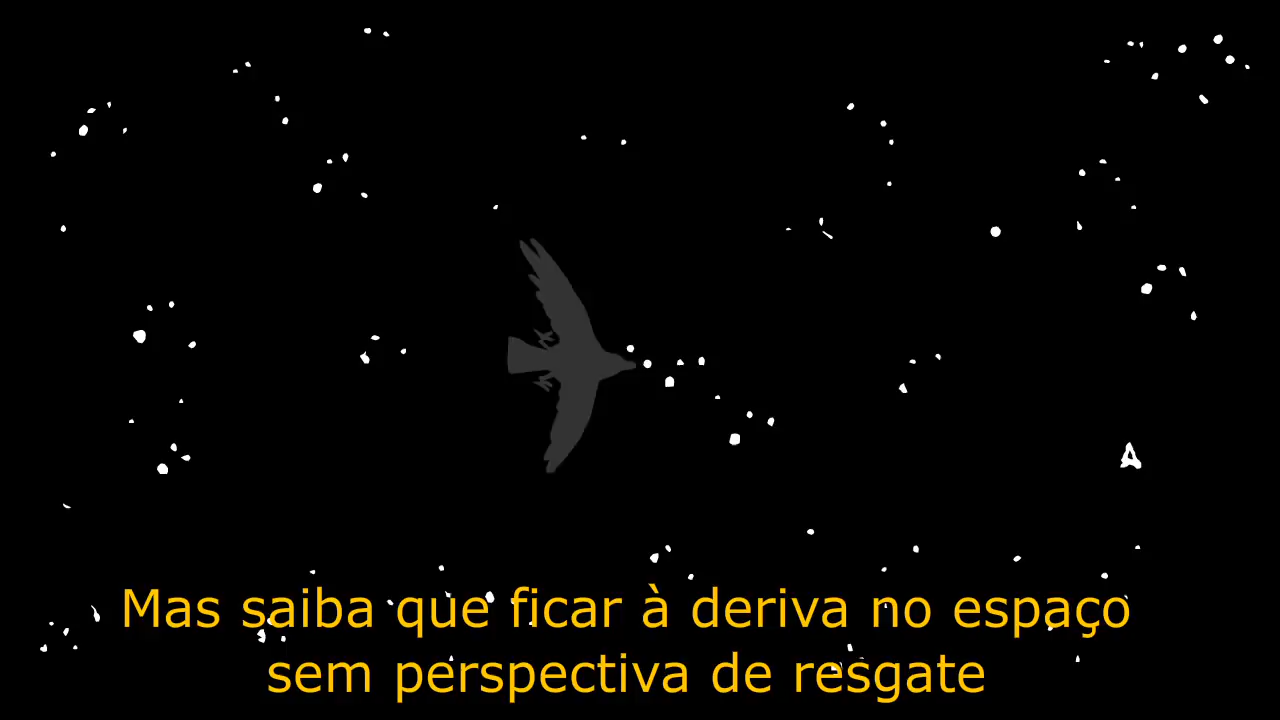 Mas saiba que ficar à deriva no espaço
sem perspectiva de resgate